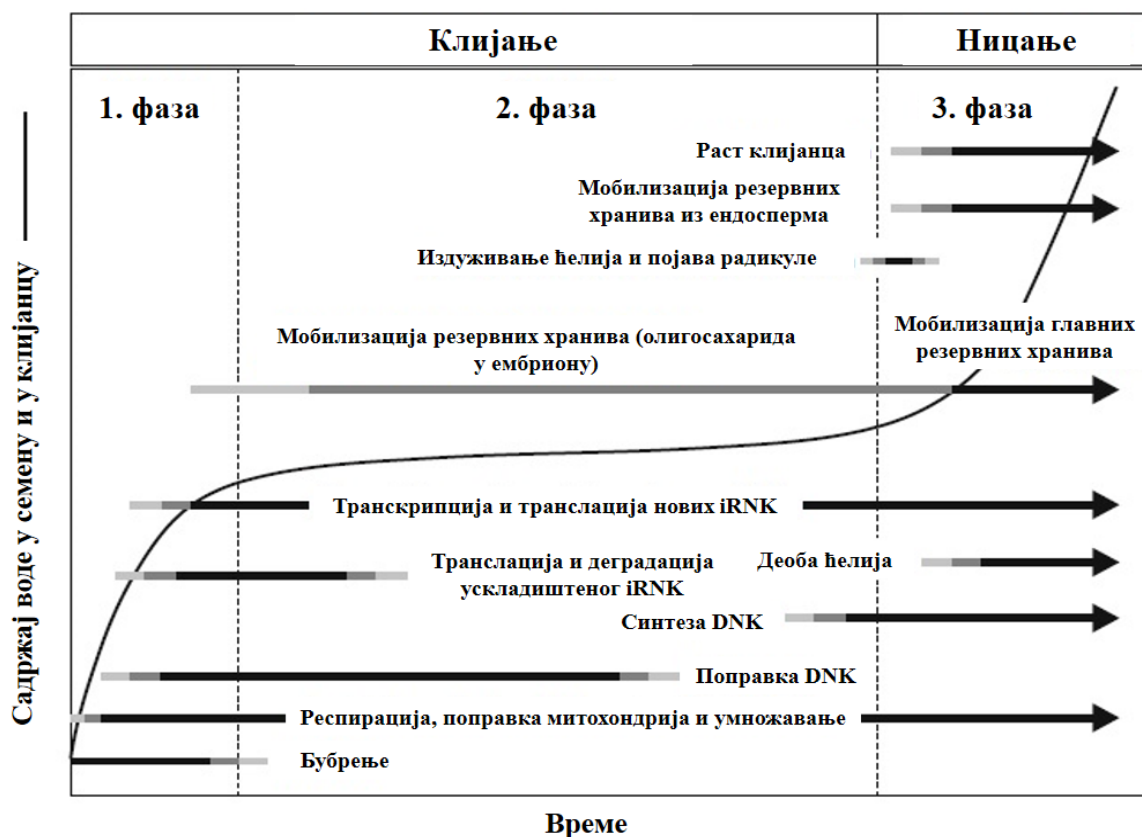 Клијање
Ницање
1. фаза
2. фаза
3. фаза
Раст клијанца
Мобилизација резервних
хранива из ендосперма
Издуживање ћелија и појава радикуле
Мобилизација резервних хранива (олигосахарида
у ембриону)
Мобилизација главних
резервних хранива
Транскрипција и транслација нових iRNK
Транслација и деградација
ускладиштеног iRNK
Деоба ћелија
Синтеза DNK
Поправка DNK
Респирација, поправка митохондрија и умножавање
Бубрење
Садржај воде у семену и у клијанцу
Време